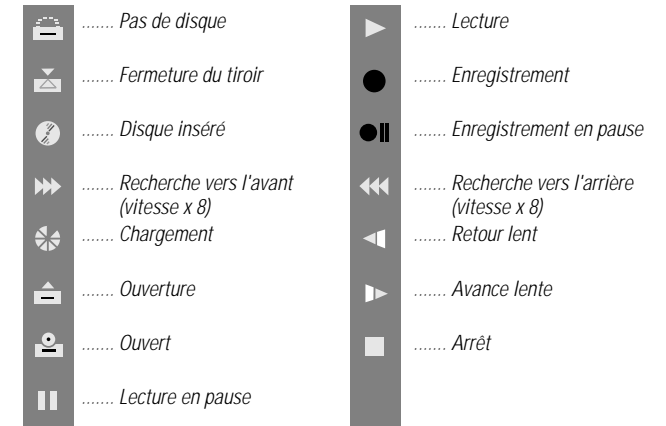 ....... Pas de disque
....... Fermeture du tiroir
....... Disque inséré
....... Recherche vers l'avant
(vitesse x 8)
....... Chargement
....... Ouverture
....... Ouvert
....... Lecture en pause
....... Lecture
....... Enregistrement
....... Enregistrement en pause
....... Recherche vers l'arrière
(vitesse x 8)
....... Retour lent
....... Avance lente
....... Arrêt